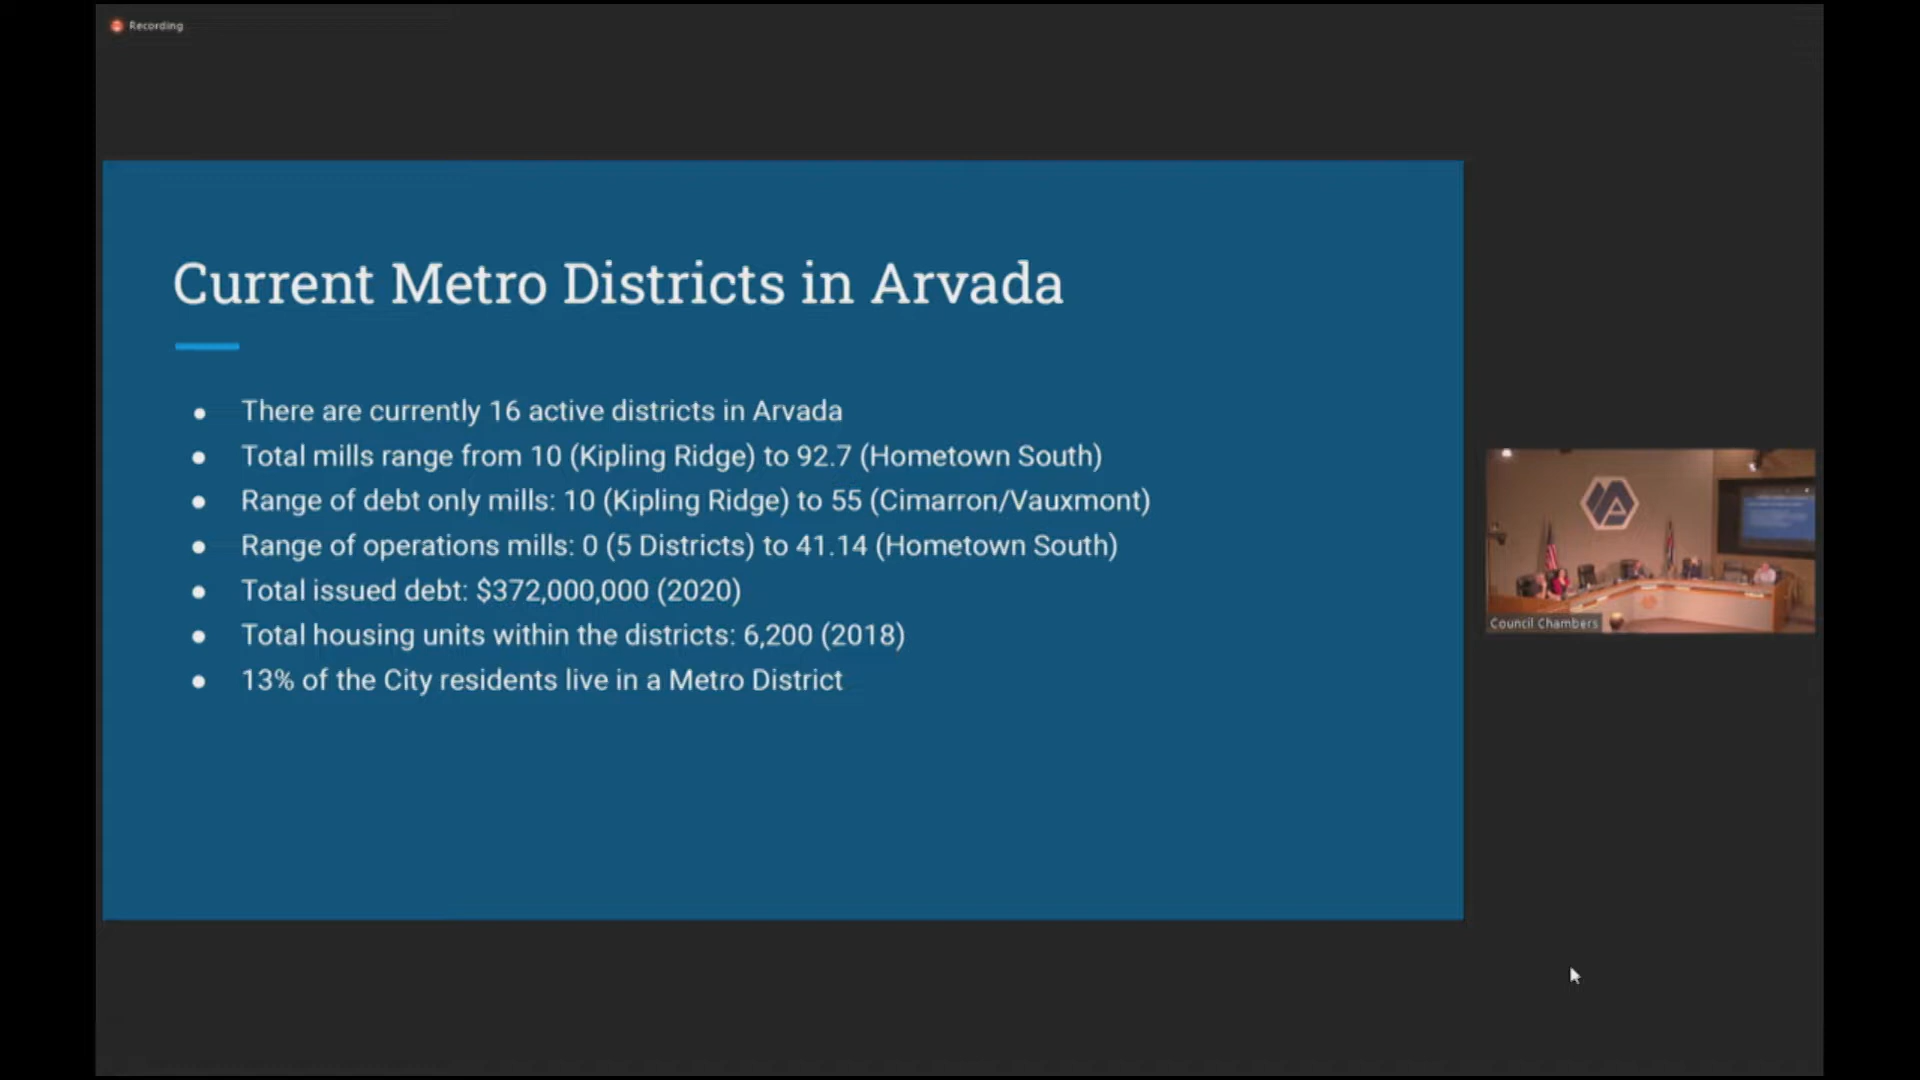 Recording
Current Metro Districts in Arvada
● There are currently 16 active districts in Arvada
● Total mills range from 10 (Kipling Ridge) to 92.7 (Hometown South)
● Range of debt only mills: 10 (Kipling Ridge) to 55 (Cimarron/Vauxmont)
● Range of operations mills: 0 (5 Districts) to 41.14 (Hometown South)
● Total issued debt: $372,000,000 (2020)
● Total housing units within the districts: 6,200 (2018)
● 13% of the City residents live in a Metro District
Council Chambers